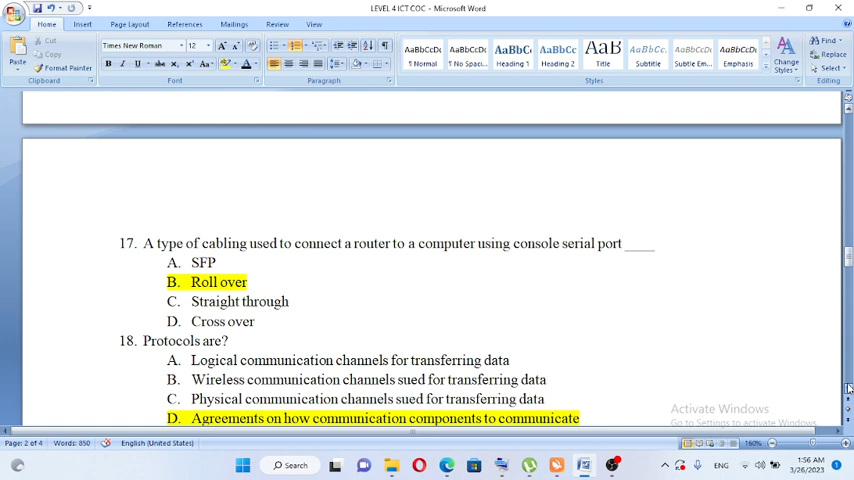 LEVEL 4 ICT COC - Microsoft Word
Home Insert Page Layout References Mailings Review View
Paste
Cut
Copy
Format Painter
Clipboard
Times New Roman 12
Font
Paragraph
AaBbCcDc AaBbCcDc AaBbC AaBbCc AaB AaBbCc. AaBbCcDc AaBbCcDc
¶ Normal ¶ No Spaci... Heading 1 Heading 2 Title Subtitle Subtle Em... Emphasis
Change Styles
Styles
Find
Replace
Select
Editing
17. A type of cabling used to connect a router to a computer using console serial port ____
A. SFP
B. Roll over
C. Straight through
D. Cross over
18. Protocols are?
A. Logical communication channels for transferring data
B. Wireless communication channels sued for transferring data
C. Physical communication channels sued for transferring data
D. Agreements on how communication components to communicate
Activate Windows
Go to Settings to activate Windows.
Page: 2 of 4 Words: 850 English (United States) 160%
Search
ENG
1:56 AM
3/26/2023